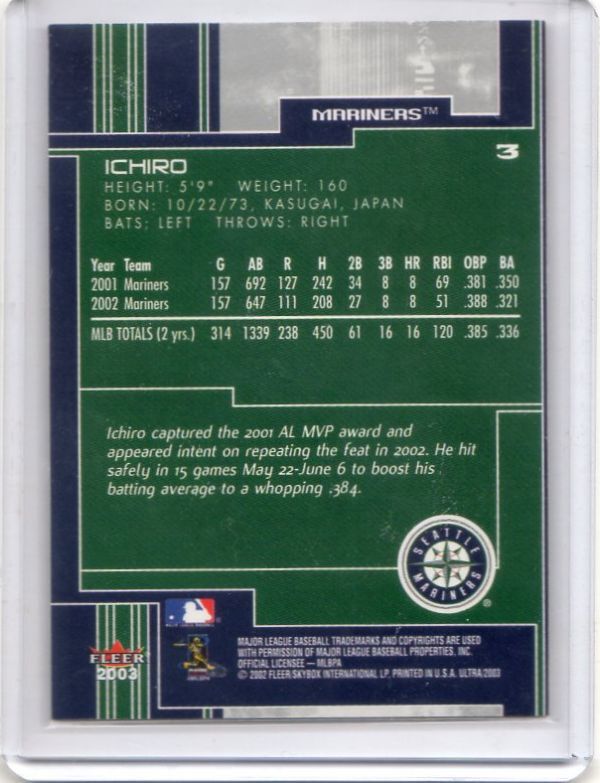 MARINERS™
3
ICHIRO
HEIGHT: 5'9" WEIGHT: 160
BORN: 10/22/73, KASUGAI, JAPAN
BATS: LEFT THROWS: RIGHT
Year Team G AB R H 2B 3B HR RBI OBP BA
2001 Mariners 157 692 127 242 34 8 8 69 .381 .350
2002 Mariners 157 647 111 208 27 8 8 51 .388 .321
MLB TOTALS (2 yrs.) 314 1339 238 450 61 16 16 120 .385 .336
Ichiro captured the 2001 AL MVP award and
appeared intent on repeating the feat in 2002. He hit
safely in 15 games May 22-June 6 to boost his
batting average to a whopping .384.
SEATTLE
MARINERS
®
FLEER
2003
MAJOR LEAGUE BASEBALL TRADEMARKS AND COPYRIGHTS ARE USED
WITH PERMISSION OF MAJOR LEAGUE BASEBALL PROPERTIES, INC.
OFFICIAL LICENSEE — MLBPA
© 2002 FLEER/SKYBOX INTERNATIONAL LP. PRINTED IN U.S.A. ULTRA 2003